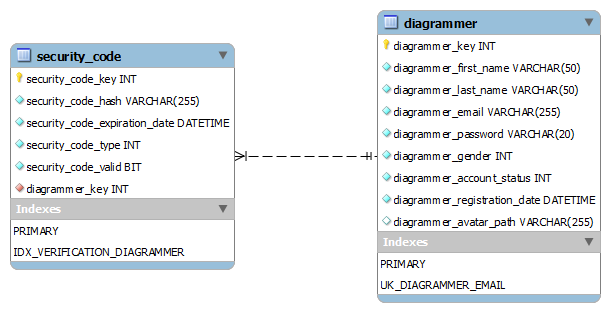 security_code
security_code_key INT
security_code_hash VARCHAR(255)
security_code_expiration_date DATETIME
security_code_type INT
security_code_valid BIT
diagrammer_key INT
Indexes
PRIMARY
IDX_VERIFICATION_DIAGRAMMER
diagrammer
diagrammer_key INT
diagrammer_first_name VARCHAR(50)
diagrammer_last_name VARCHAR(50)
diagrammer_email VARCHAR(255)
diagrammer_password VARCHAR(20)
diagrammer_gender INT
diagrammer_account_status INT
diagrammer_registration_date DATETIME
diagrammer_avatar_path VARCHAR(255)
Indexes
PRIMARY
UK_DIAGRAMMER_EMAIL